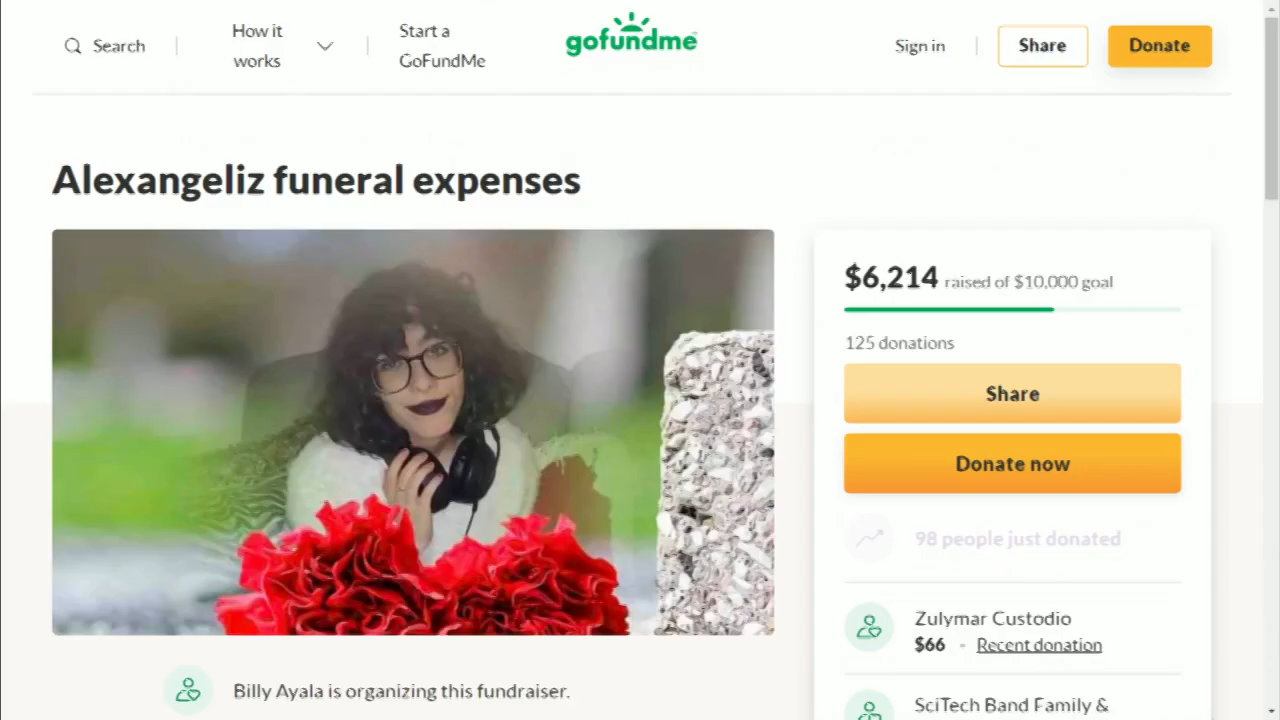 Search
How it
works
Start a
GoFundMe
gofundme
Sign in
Share
Donate
Alexangeliz funeral expenses
$6,214 raised of $10,000 goal
125 donations
Share
Donate now
98 people just donated
Zulymar Custodio
$66 • Recent donation
SciTech Band Family &
Billy Ayala is organizing this fundraiser.